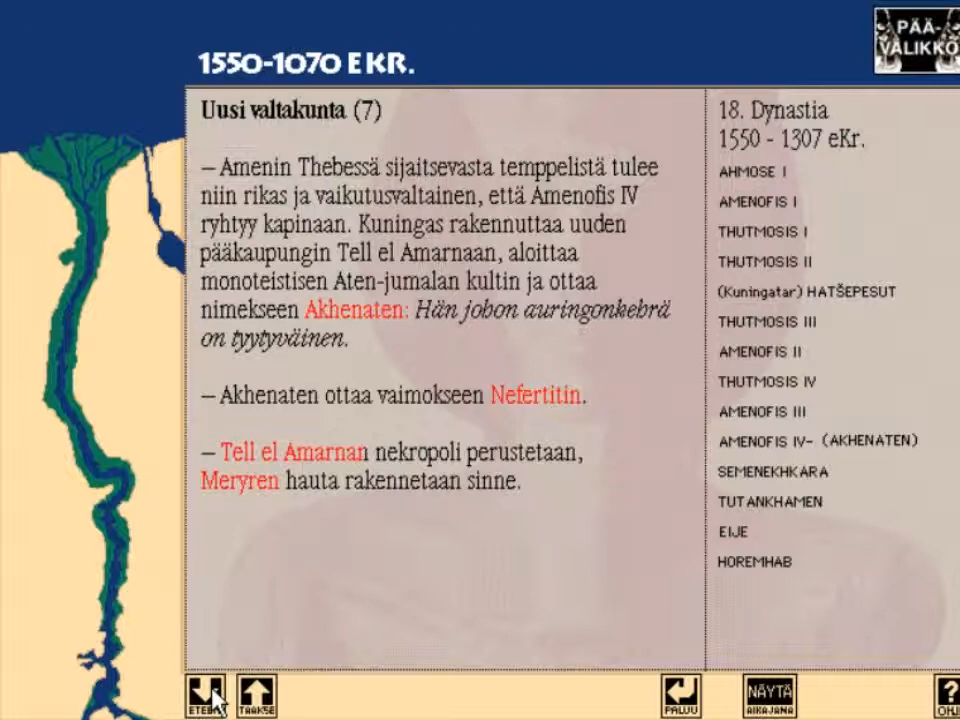 PÄÄ-
VALIKKO
1550-1070 EKR.
Uusi valtakunta (7)
– Amenin Thebessä sijaitsevasta temppelistä tulee
niin rikas ja vaikutusvaltainen, että Amenofis IV
ryhtyy kapinaan. Kuningas rakennuttaa uuden
pääkaupungin Tell el Amarnaan, aloittaa
monoteistisen Aten-jumalan kultin ja ottaa
nimekseen Akhenaten: Hän johon auringonkehrä
on tyytyväinen.
– Akhenaten ottaa vaimokseen Nefertitin.
– Tell el Amarnan nekropoli perustetaan,
Meryren hauta rakennetaan sinne.
18. Dynastia
1550 - 1307 eKr.
AHMOSE I
AMENOFIS I
THUTMOSIS I
THUTMOSIS II
(Kuningatar) HATŠEPESUT
THUTMOSIS III
AMENOFIS II
THUTMOSIS IV
AMENOFIS III
AMENOFIS IV- (AKHENATEN)
SEMENEKHKARA
TUTANKHAMEN
EIJE
HOREMHAB
TAAKSE
PALUU
NÄYTÄ
AIKAJANA
?